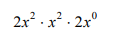 2x² · x² · 2x⁰